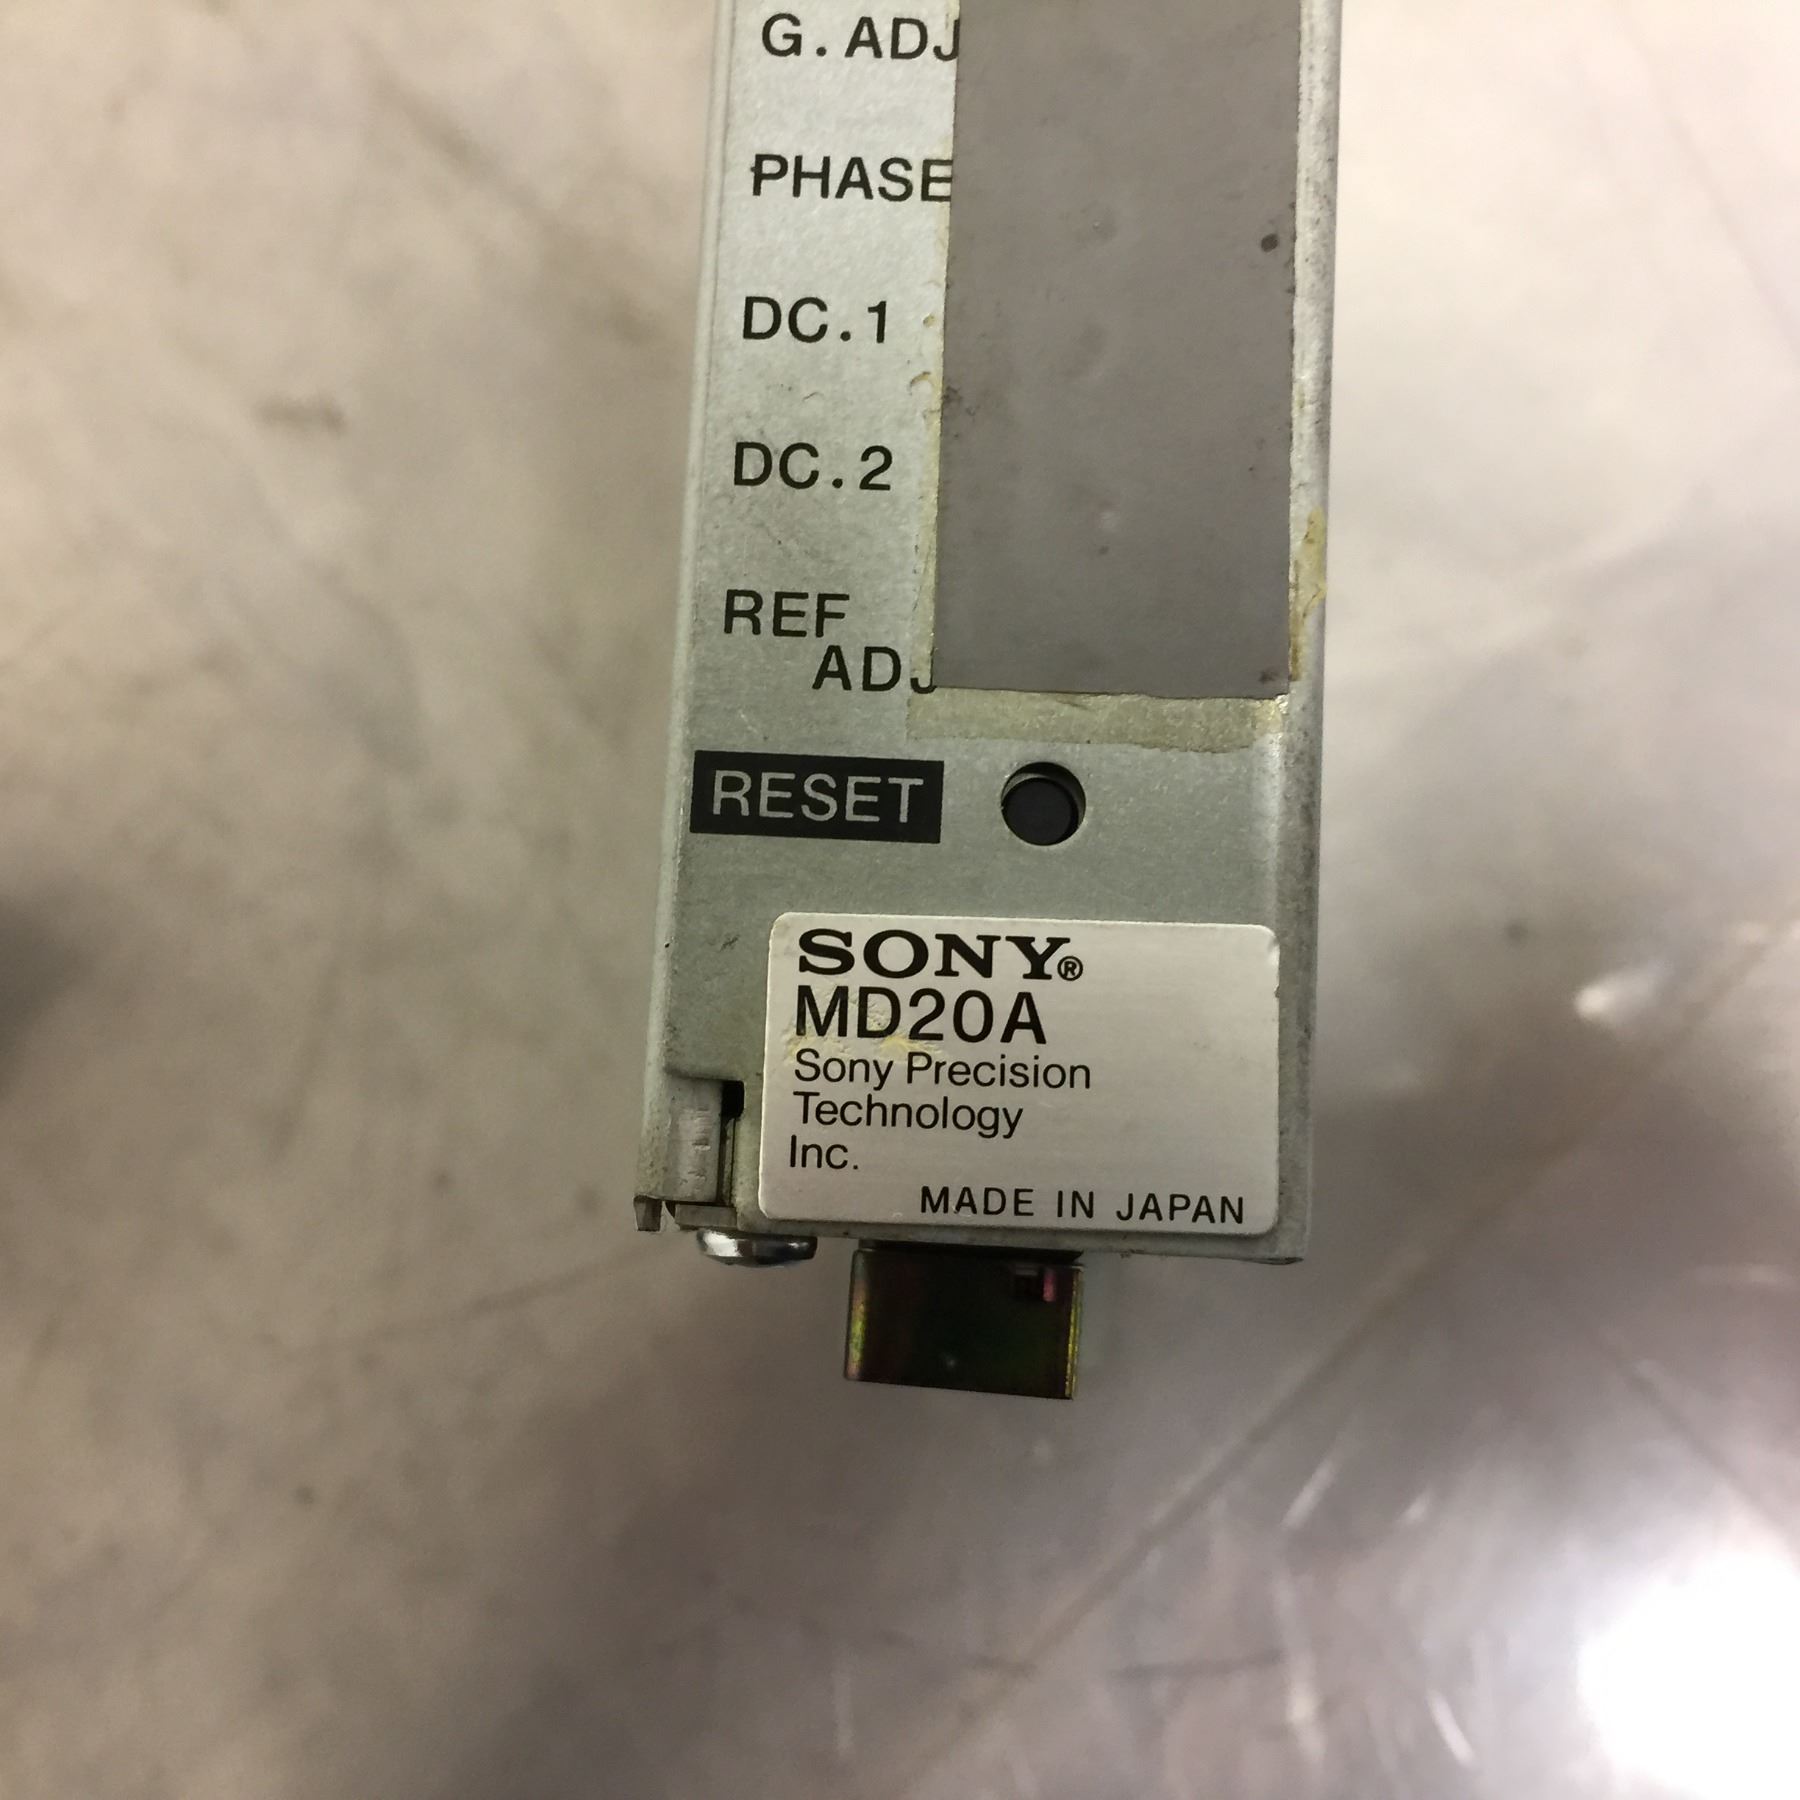 G. ADJ
PHASE
DC.1
DC.2
REF
ADJ
RESET
SONY®
MD20A
Sony Precision
Technology
Inc.
MADE IN JAPAN